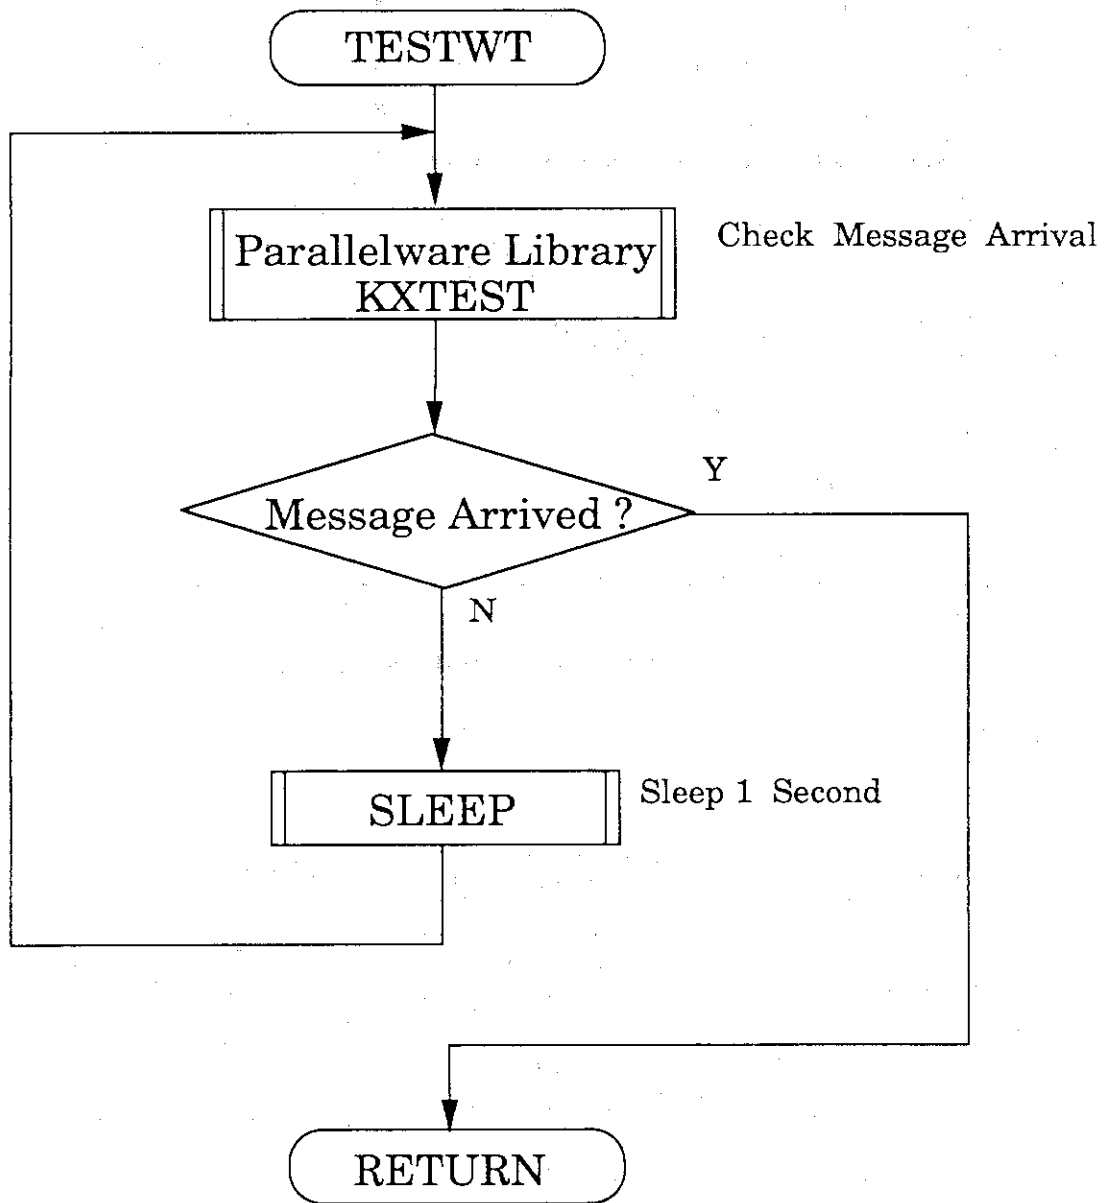 TESTWT
Parallelware Library
KXTEST
Check Message Arrival
Message Arrived ?
Y
N
SLEEP
Sleep 1 Second
RETURN